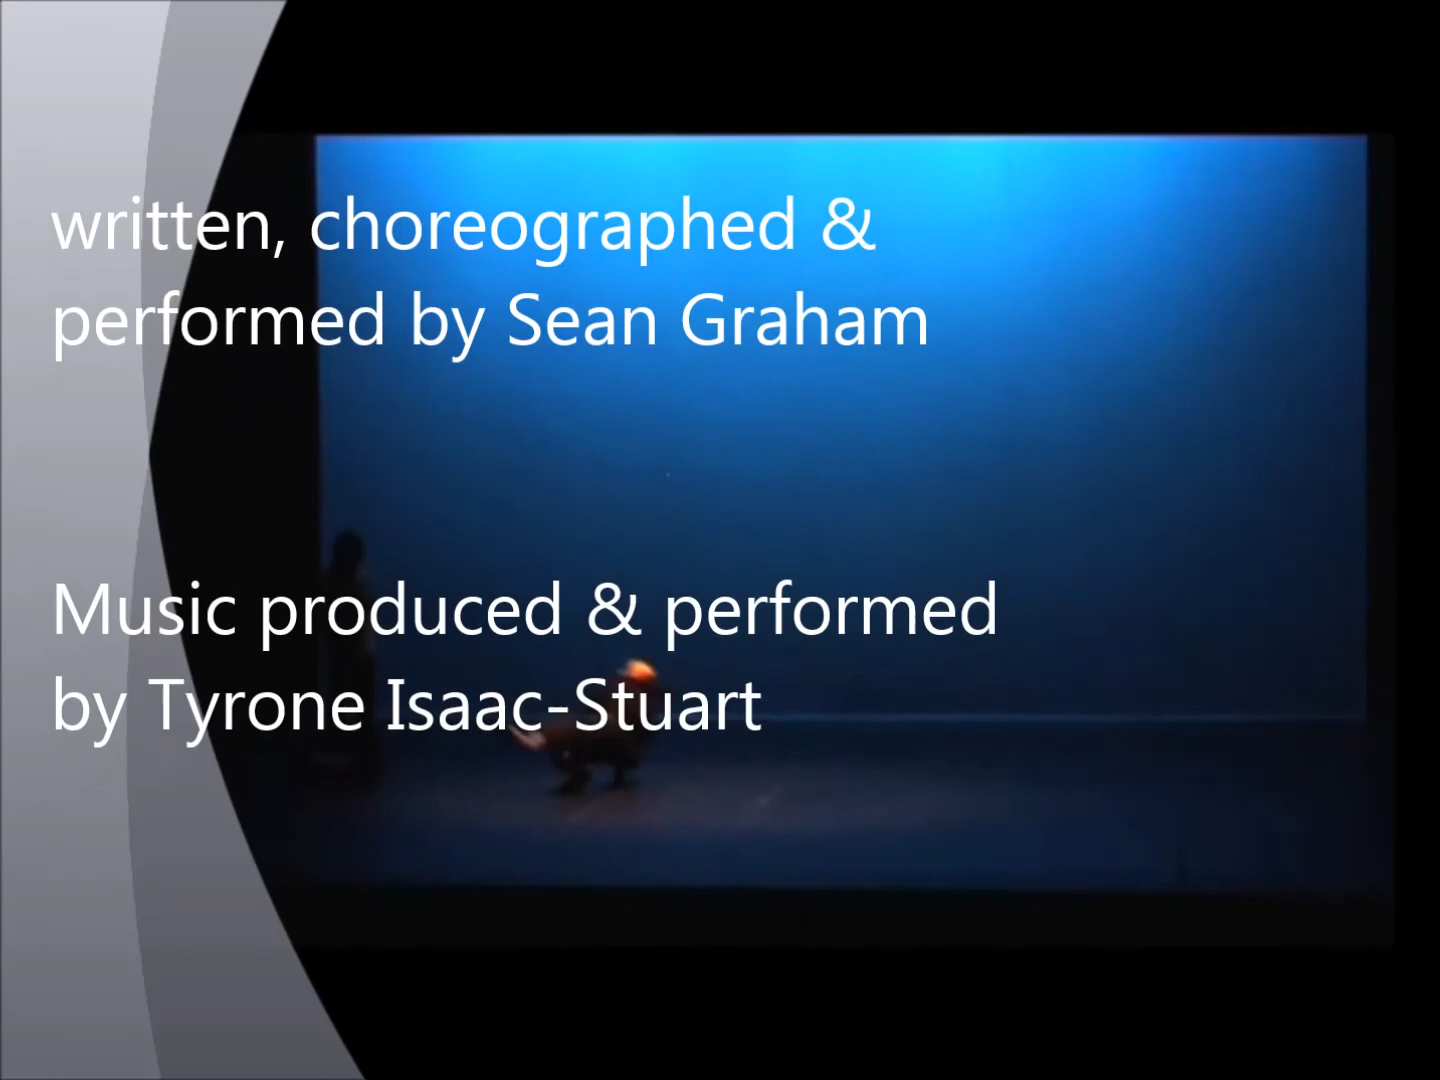 written, choreographed &
performed by Sean Graham
Music produced & performed
by Tyrone Isaac-Stuart